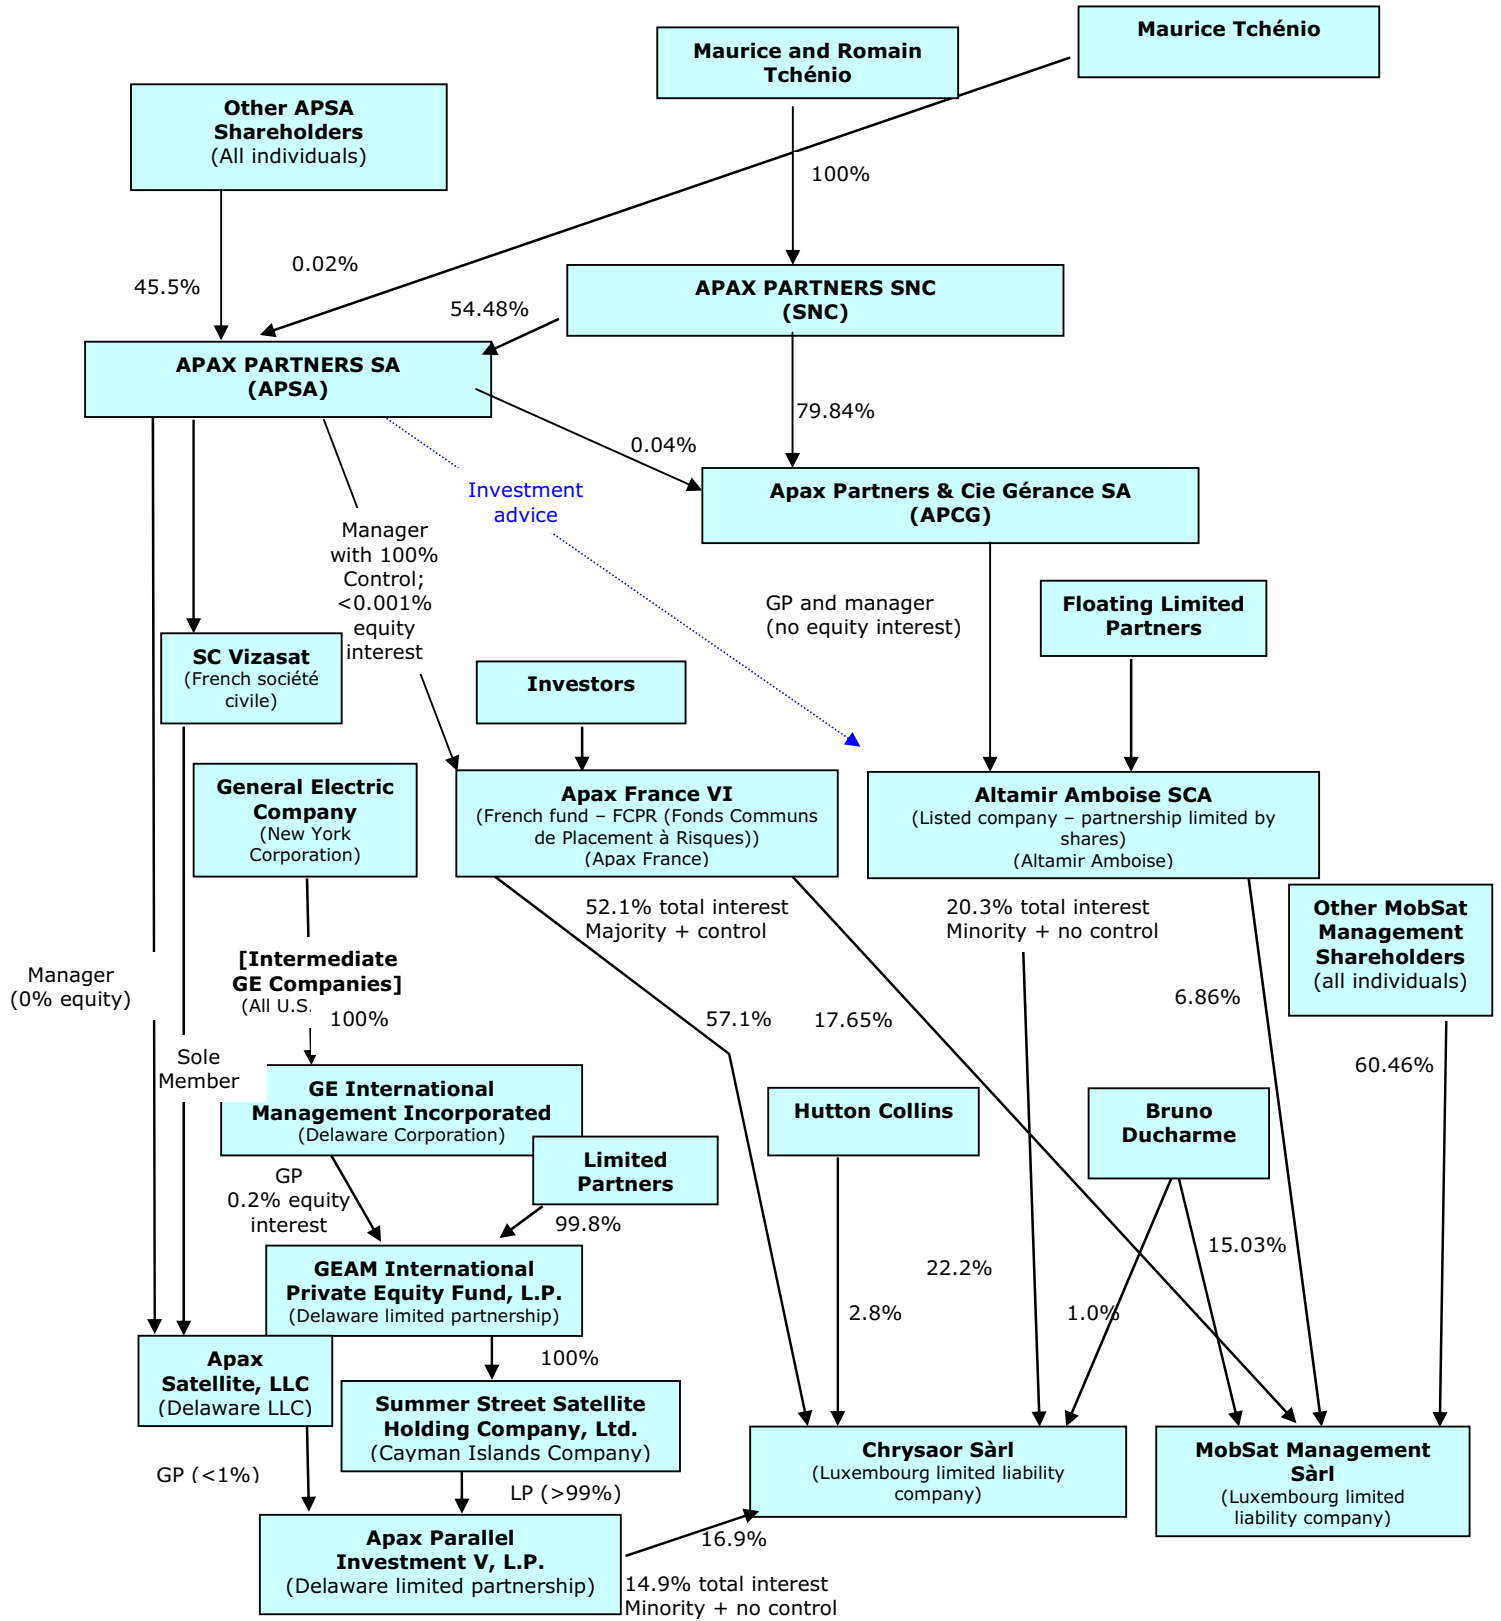 Maurice Tchénio
Maurice and Romain
Tchénio
Other APSA
Shareholders
(All individuals)
100%
0.02%
45.5%
54.48%
APAX PARTNERS SNC
(SNC)
APAX PARTNERS SA
(APSA)
79.84%
0.04%
Investment
advice
Apax Partners & Cie Gérance SA
(APCG)
Manager
with 100%
Control;
<0.001%
equity
interest
GP and manager
(no equity interest)
Floating Limited
Partners
SC Vizasat
(French société
civile)
Investors
General Electric
Company
(New York
Corporation)
Apax France VI
(French fund – FCPR (Fonds Communs
de Placement à Risques))
(Apax France)
Altamir Amboise SCA
(Listed company – partnership limited by
shares)
(Altamir Amboise)
52.1% total interest
Majority + control
20.3% total interest
Minority + no control
Other MobSat
Management
Shareholders
(all individuals)
[Intermediate
GE Companies]
(All U.S.
100%
Manager
(0% equity)
57.1%
17.65%
6.86%
60.46%
Sole
Member
GE International
Management Incorporated
(Delaware Corporation)
Hutton Collins
Bruno
Ducharme
Limited
Partners
GP
0.2% equity
interest
99.8%
GEAM International
Private Equity Fund, L.P.
(Delaware limited partnership)
22.2%
15.03%
2.8%
1.0%
Apax
Satellite, LLC
(Delaware LLC)
100%
Summer Street Satellite
Holding Company, Ltd.
(Cayman Islands Company)
Chrysaor Sàrl
(Luxembourg limited liability
company)
MobSat Management
Sàrl
(Luxembourg limited
liability company)
GP (<1%)
LP (>99%)
Apax Parallel
Investment V, L.P.
(Delaware limited partnership)
16.9%
14.9% total interest
Minority + no control